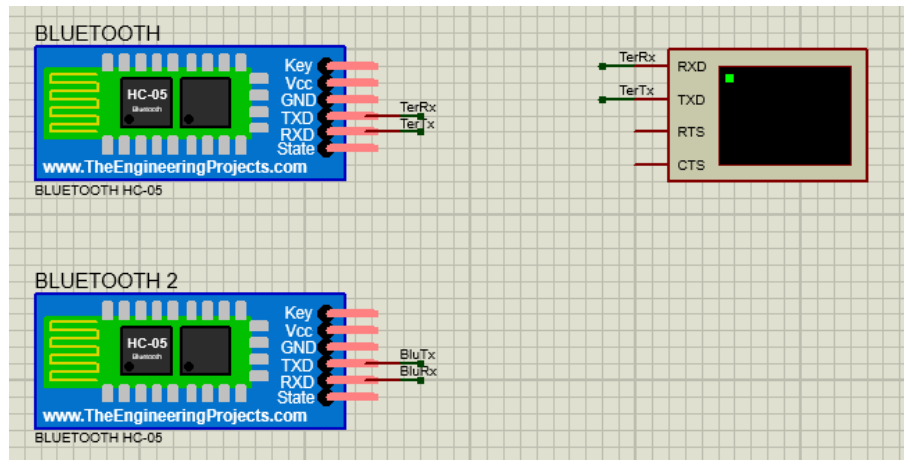 BLUETOOTH
HC-05
Bluetooth
Key
Vcc
GND
TXD
RXD
State
TerRx
TerTx
www.TheEngineeringProjects.com
BLUETOOTH HC-05
TerRx
TerTx
RXD
TXD
RTS
CTS
BLUETOOTH 2
HC-05
Bluetooth
Key
Vcc
GND
TXD
RXD
State
BluTx
BluRx
www.TheEngineeringProjects.com
BLUETOOTH HC-05